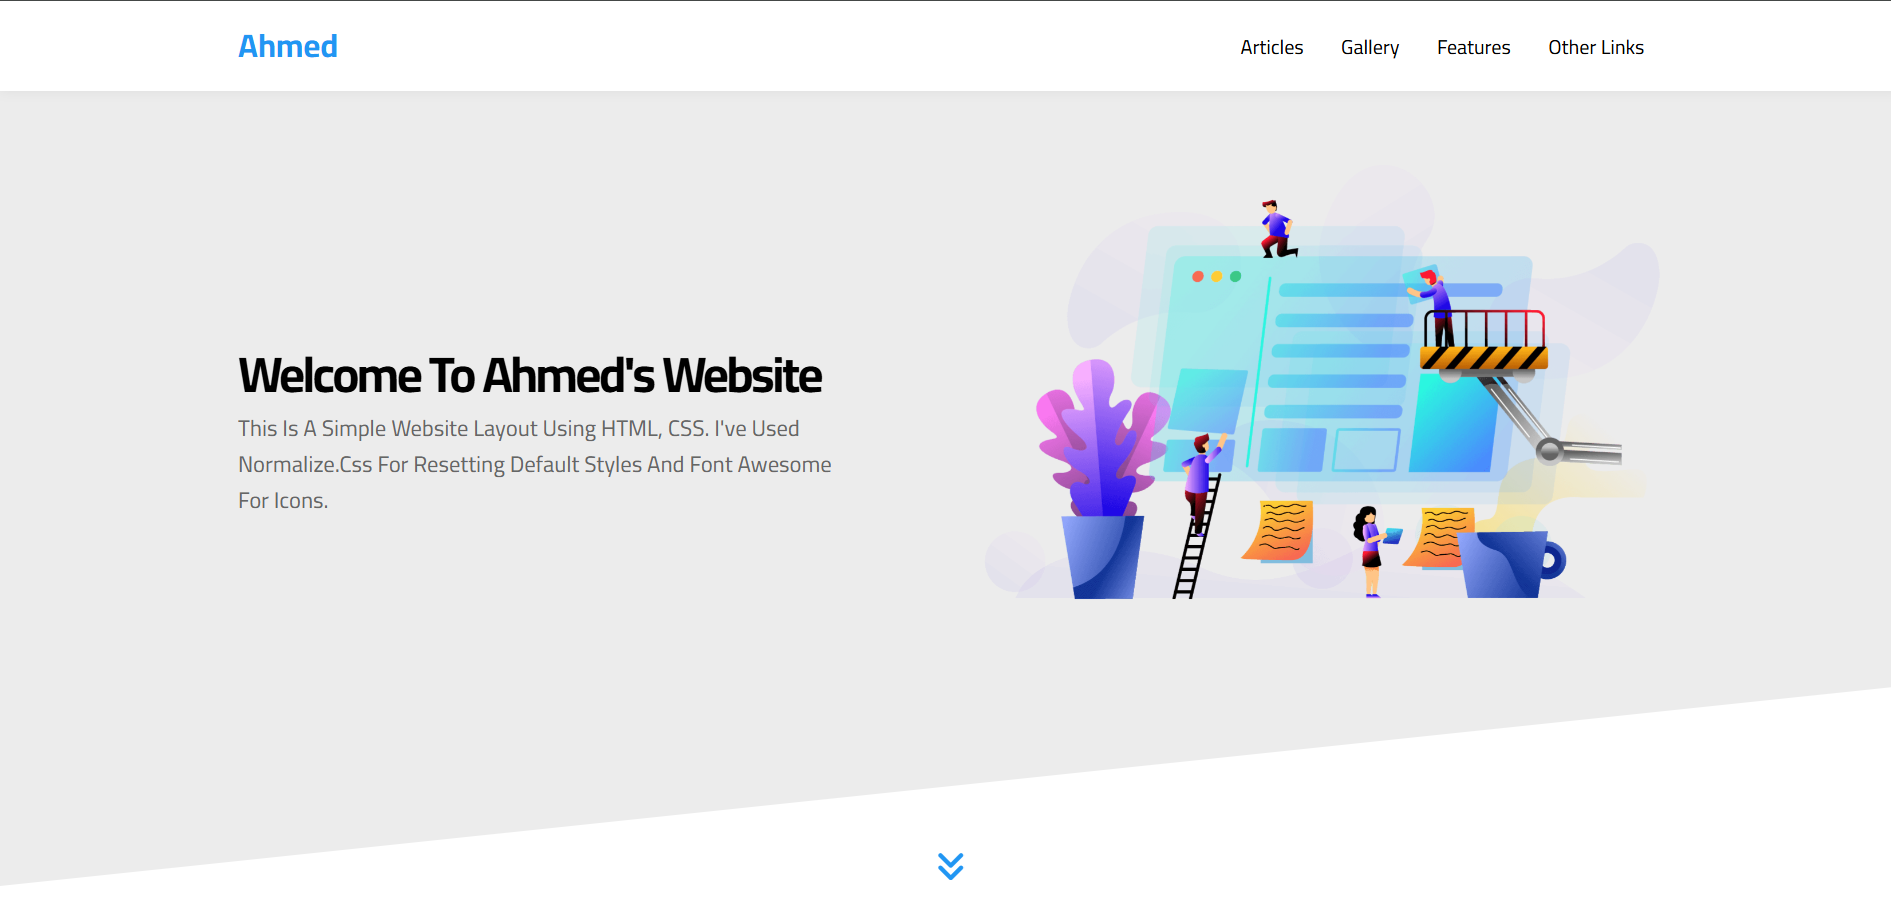 Ahmed
Articles Gallery Features Other Links
Welcome To Ahmed's Website
This Is A Simple Website Layout Using HTML, CSS. I've Used
Normalize.Css For Resetting Default Styles And Font Awesome
For Icons.